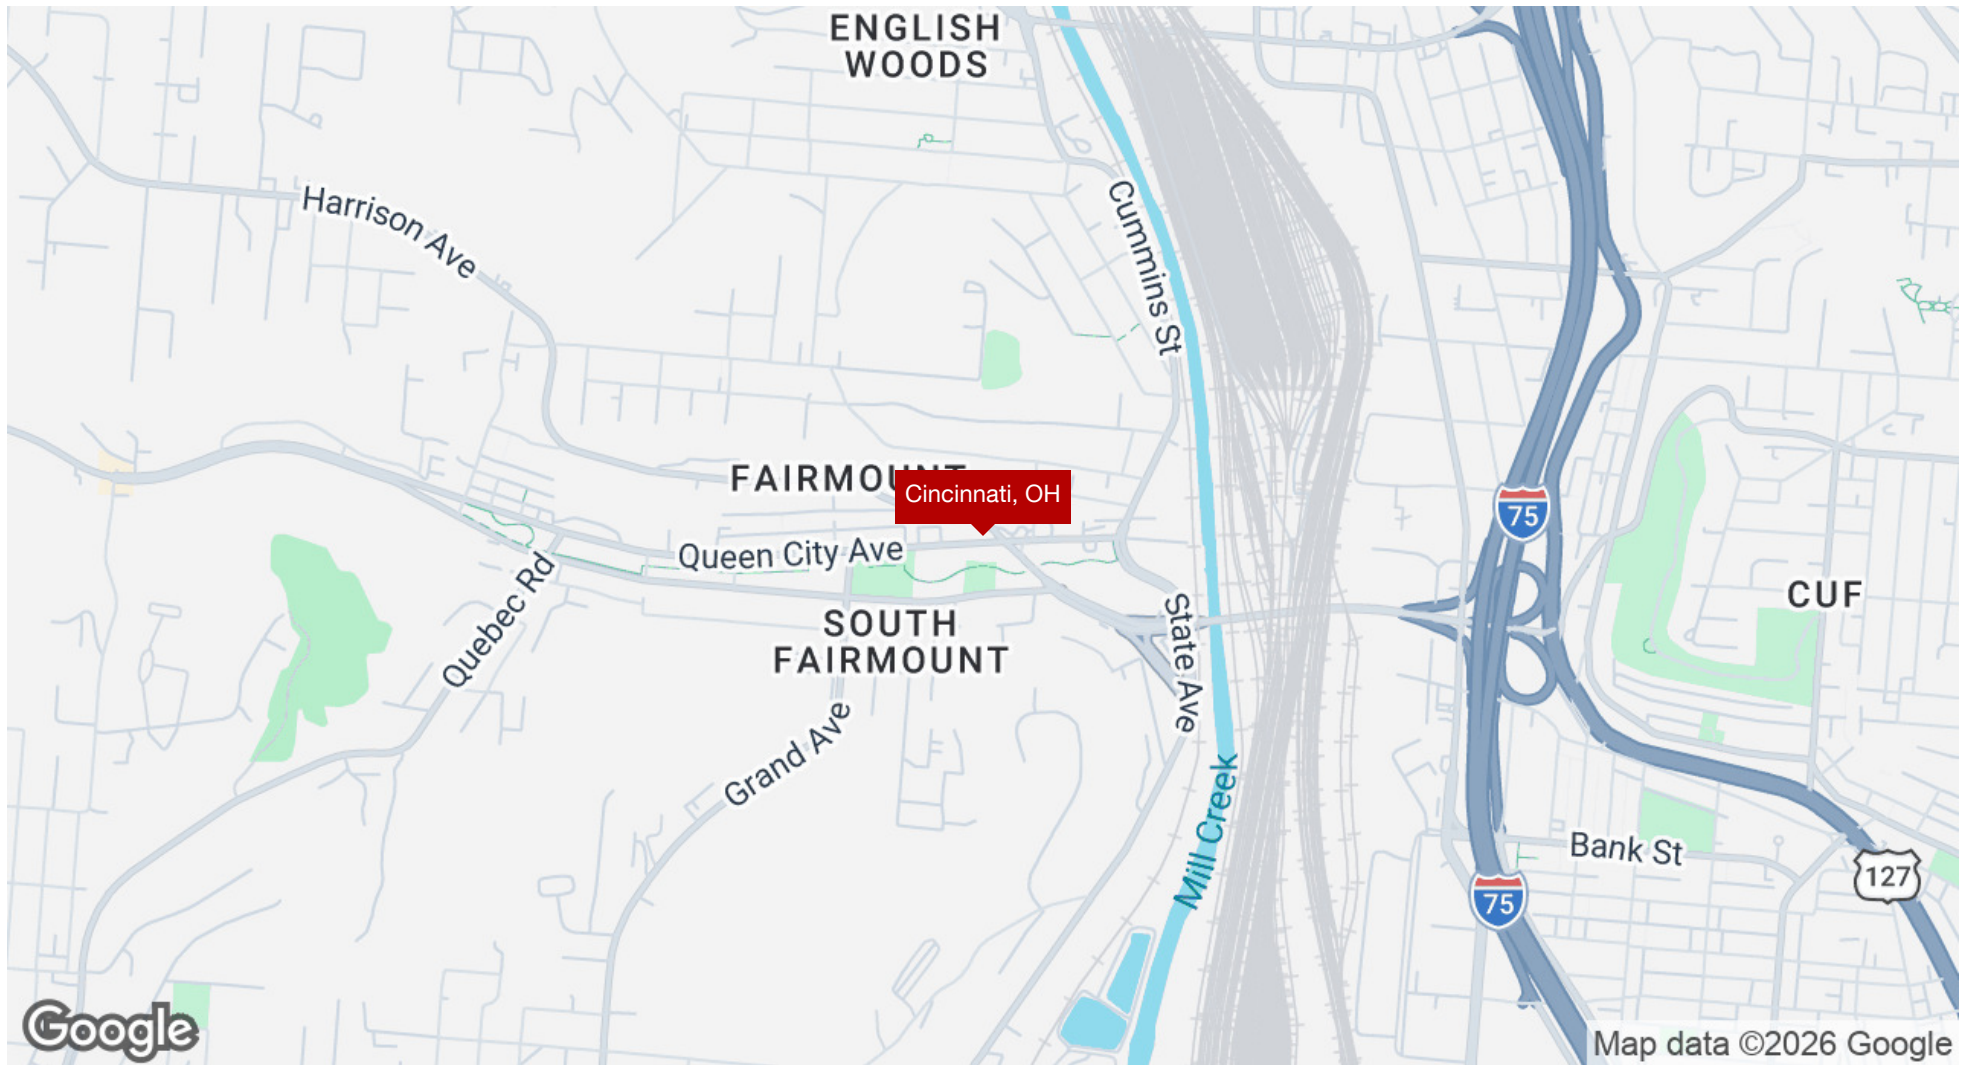 ENGLISH
WOODS
Harrison Ave
Cummins St
FAIRMOUNT
Cincinnati, OH
75
Queen City Ave
Quebec Rd
CUF
SOUTH
FAIRMOUNT
State Ave
Grand Ave
Mill Creek
Bank St
127
75
Google
Map data ©2026 Google